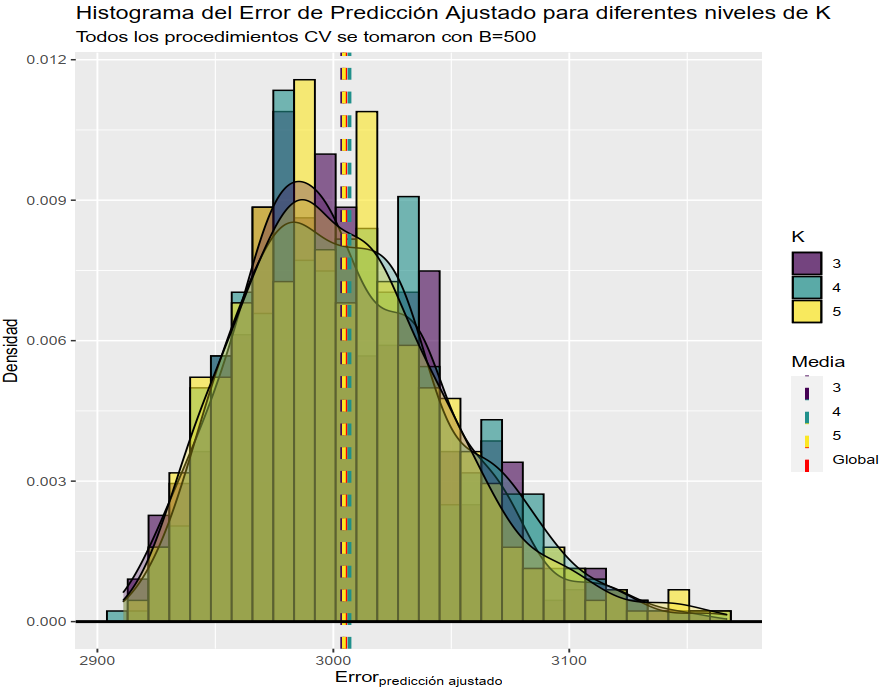 Histograma del Error de Predicción Ajustado para diferentes niveles de K
Todos los procedimientos CV se tomaron con B=500
0.012
0.009
0.006
0.003
0.000
Densidad
2900
3000
3100
Error predicción ajustado
K
3
4
5
Media
3
4
5
Global